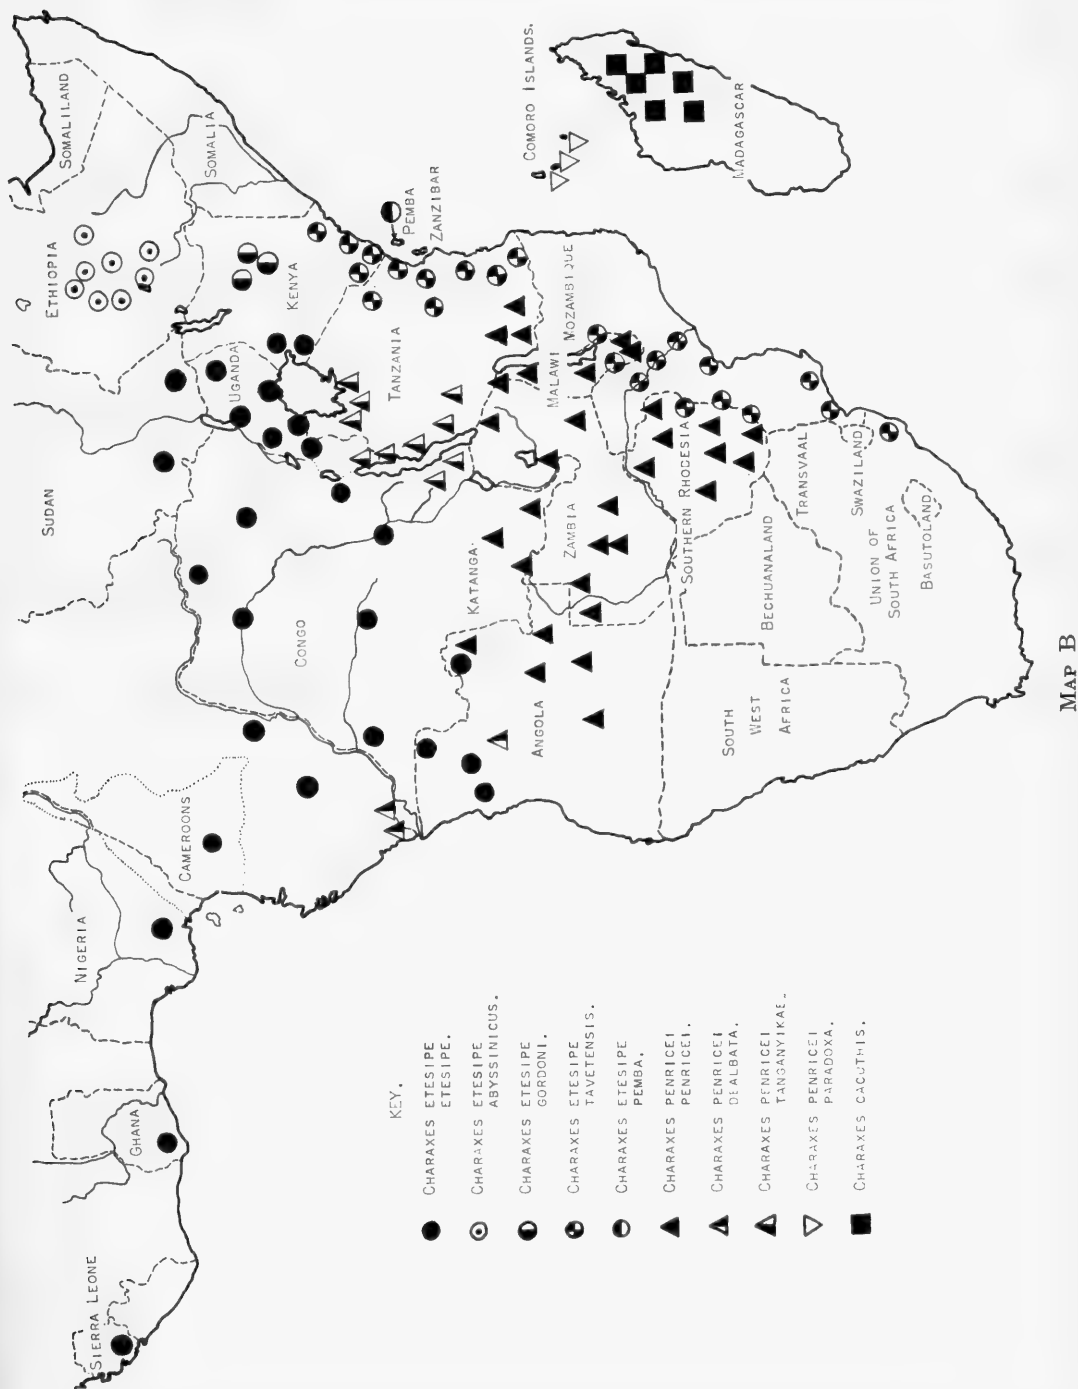 SIERRA LEONE
GHANA
NIGERIA
CAMEROONS
SUDAN
ETHIOPIA
SOMALILAND
SOMALIA
UGANDA
KENYA
CONGO
TANZANIA
PEMBA
ZANZIBAR
KATANGA.
ANGOLA
ZAMBIA
MALAWI
MOZAMBIQUE
COMORO ISLANDS.
MADAGASCAR
SOUTHERN RHODESIA
BECHUANALAND
TRANSVAAL
SWAZILAND
SOUTH
WEST
AFRICA
UNION OF
SOUTH AFRICA
BASUTOLAND
KEY.
CHARAXES ETESIPE
ETESIPE.
CHARAXES ETESIPE
ABYSSINICUS.
CHARAXES ETESIPE
GORDONI.
CHARAXES ETESIPE
TAVETENSIS.
CHARAXES ETESIPE
PEMBA.
CHARAXES PENRICEI
PENRICEI.
CHARAXES PENRICEI
DEALBATA.
CHARAXES PENRICEI
TANGANYIKAE.
CHARAXES PENRICEI
PARADOXA.
CHARAXES CACUTHIS.
MAP B